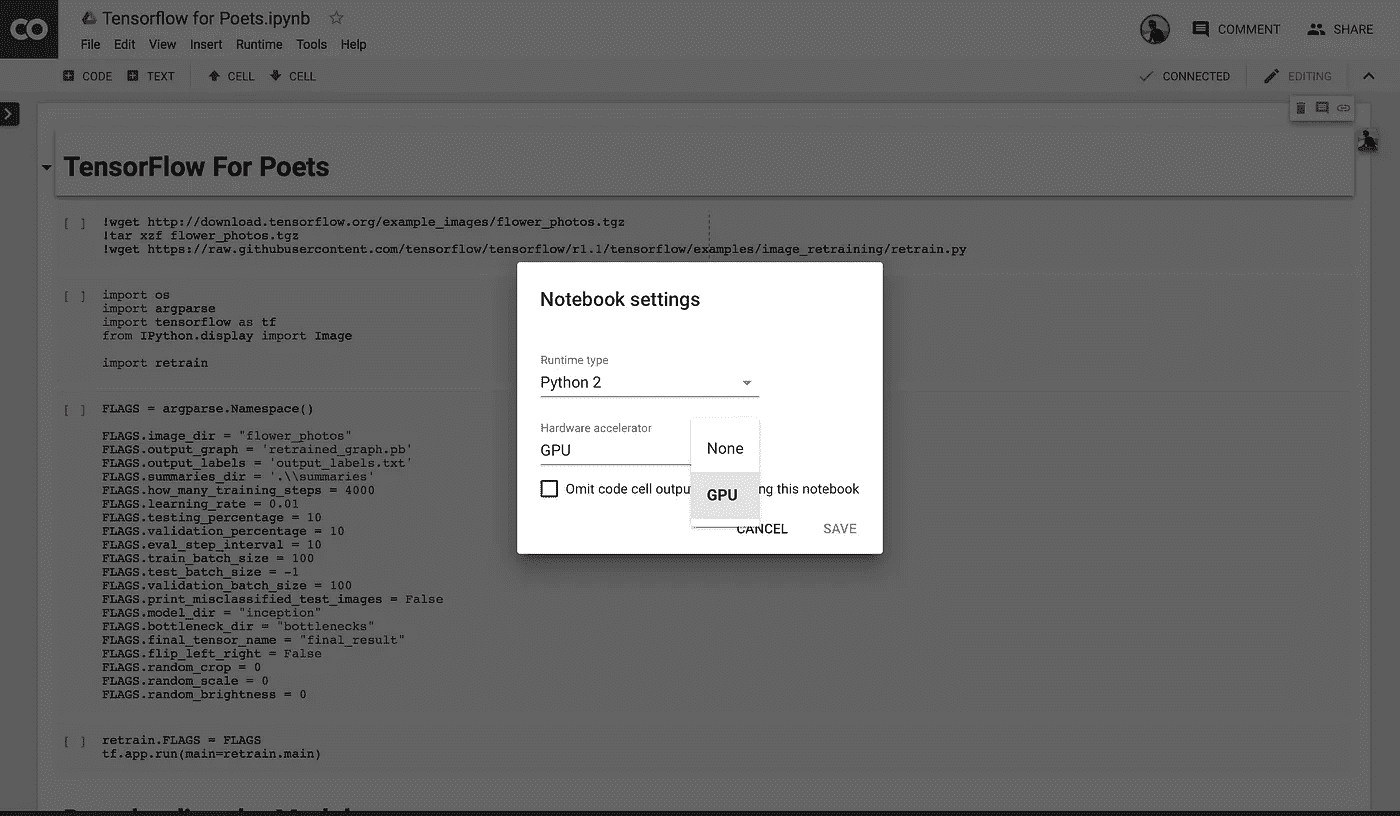 CO
Tensorflow for Poets.ipynb
File Edit View Insert Runtime Tools Help
COMMENT SHARE
CODE TEXT CELL CELL
CONNECTED EDITING
TensorFlow For Poets
[ ] !wget http://download.tensorflow.org/example_images/flower_photos.tgz
!tar xzf flower_photos.tgz
!wget https://raw.githubusercontent.com/tensorflow/tensorflow/r1.1/tensorflow/examples/image_retraining/retrain.py
[ ] import os
import argparse
import tensorflow as tf
from IPython.display import Image
import retrain
[ ] FLAGS = argparse.Namespace()
FLAGS.image_dir = "flower_photos"
FLAGS.output_graph = 'retrained_graph.pb'
FLAGS.output_labels = 'output_labels.txt'
FLAGS.summaries_dir = '.\\summaries'
FLAGS.how_many_training_steps = 4000
FLAGS.learning_rate = 0.01
FLAGS.testing_percentage = 10
FLAGS.validation_percentage = 10
FLAGS.eval_step_interval = 10
FLAGS.train_batch_size = 100
FLAGS.test_batch_size = -1
FLAGS.validation_batch_size = 100
FLAGS.print_misclassified_test_images = False
FLAGS.model_dir = "inception"
FLAGS.bottleneck_dir = "bottlenecks"
FLAGS.final_tensor_name = "final_result"
FLAGS.flip_left_right = False
FLAGS.random_crop = 0
FLAGS.random_scale = 0
FLAGS.random_brightness = 0
[ ] retrain.FLAGS = FLAGS
tf.app.run(main=retrain.main)
Notebook settings
Runtime type
Python 2
Hardware accelerator
GPU
None
GPU
Omit code cell outpu ng this notebook
CANCEL SAVE